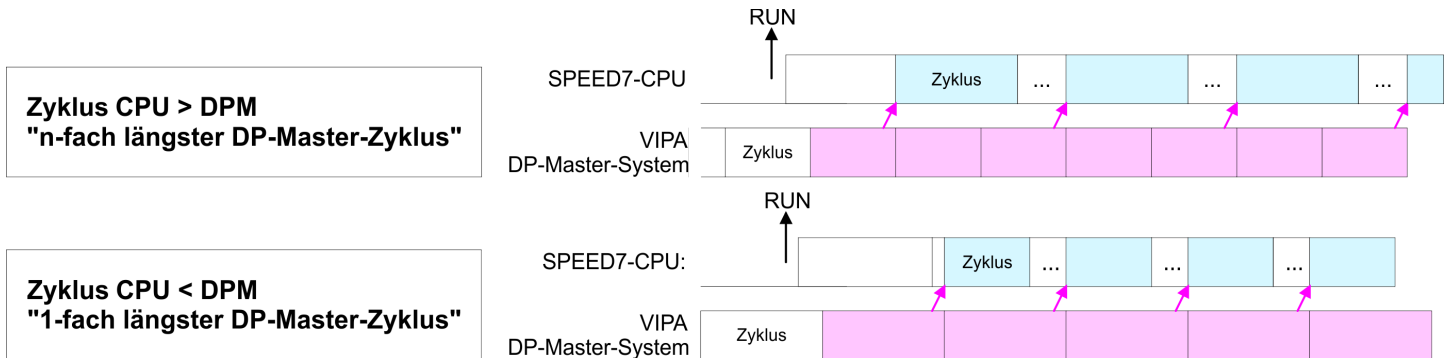 RUN
Zyklus CPU > DPM
"n-fach längster DP-Master-Zyklus"
SPEED7-CPU
Zyklus
...
...
...
VIPA
DP-Master-System
Zyklus
RUN
Zyklus CPU < DPM
"1-fach längster DP-Master-Zyklus"
SPEED7-CPU:
Zyklus
...
...
...
VIPA
DP-Master-System
Zyklus